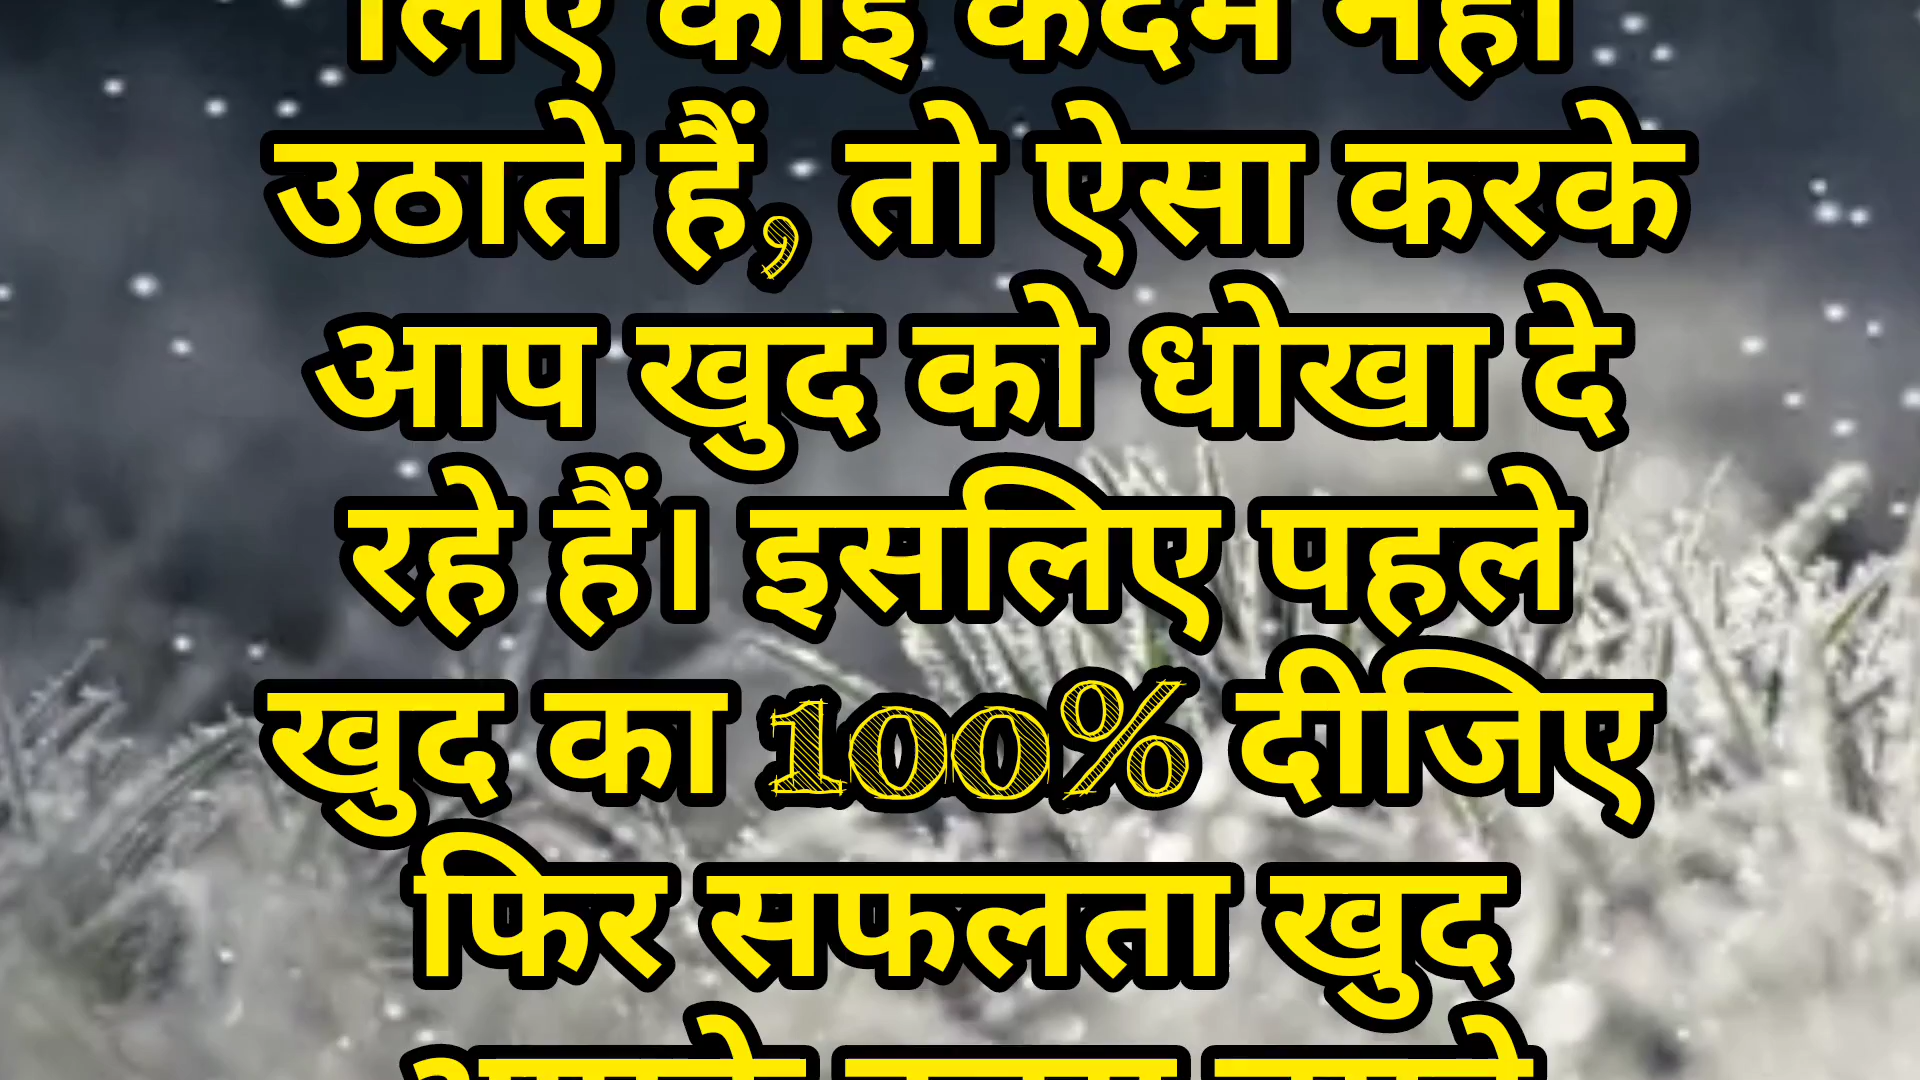 लिए कोई कदम नहीं
उठाते हैं, तो ऐसा करके
आप खुद को धोखा दे
रहे हैं। इसलिए पहले
खुद का 100% दीजिए
फिर सफलता खुद